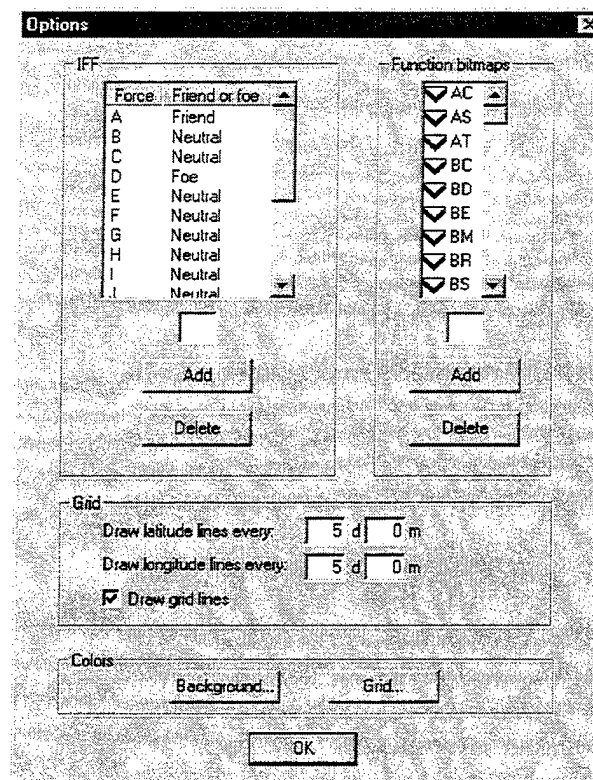 Options
IFF
Force Friend or foe
A Friend
B Neutral
C Neutral
D Foe
E Neutral
F Neutral
G Neutral
H Neutral
I Neutral
J Neutral
Add
Delete
Function bitmaps
AC
AS
AT
BC
BD
BE
BM
BR
BS
Add
Delete
Grid
Draw latitude lines every: 5 d 0 m
Draw longitude lines every: 5 d 0 m
Draw grid lines
Colors
Background... Grid...
OK